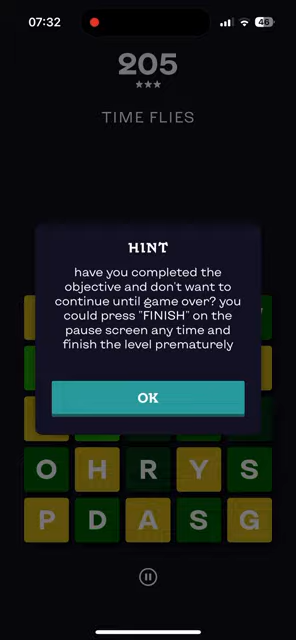 07:32
46
205
TIME FLIES
HINT
have you completed the
objective and don't want to
continue until game over? you
could press "FINISH" on the
pause screen any time and
finish the level prematurely
OK
O H R Y S
P D A S G